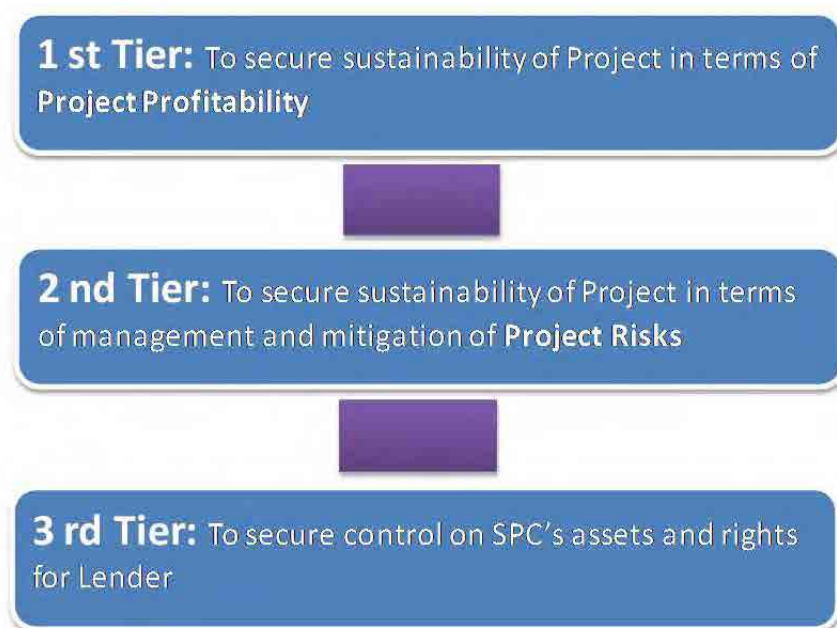 1 st Tier: To secure sustainability of Project in terms of
Project Profitability
2 nd Tier: To secure sustainability of Project in terms
of management and mitigation of Project Risks
3 rd Tier: To secure control on SPC’s assets and rights
for Lender